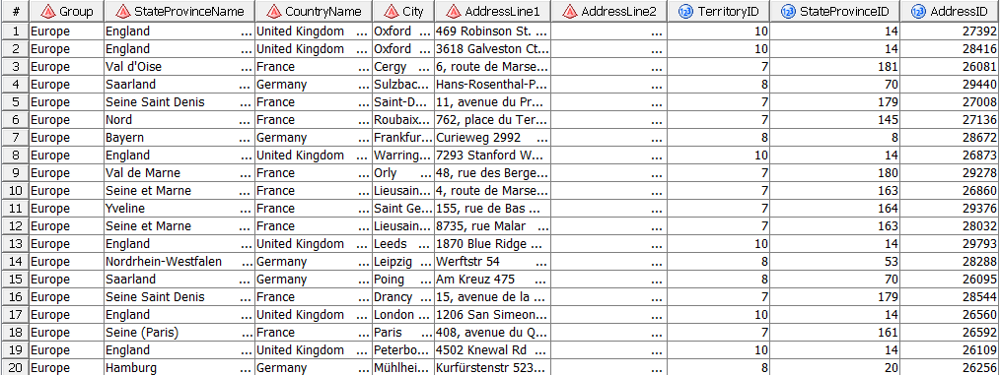 # Group StateProvinceName CountryName City AddressLine1 AddressLine2 TerritoryID StateProvinceID AddressID
1 Europe England ... United Kingdom ... Oxford ... 469 Robinson St. ... ... 10 14 27392
2 Europe England ... United Kingdom ... Oxford ... 3618 Galveston Ct... ... 10 14 28416
3 Europe Val d'Oise ... France ... Cergy ... 6, route de Marse... ... 7 181 26081
4 Europe Saarland ... Germany ... Sulzbac... Hans-Rosenthal-P... ... 8 70 29440
5 Europe Seine Saint Denis ... France ... Saint-D... 11, avenue du Pr... ... 7 179 27008
6 Europe Nord ... France ... Roubaix... 762, place du Ter... ... 7 145 27136
7 Europe Bayern ... Germany ... Frankfur... Curieweg 2992 ... ... 8 8 28672
8 Europe England ... United Kingdom ... Warring... 7293 Stanford W... ... 10 14 26873
9 Europe Val de Marne ... France ... Orly ... 48, rue des Berge... ... 7 180 29278
10 Europe Seine et Marne ... France ... Lieusain... 4, route de Marse... ... 7 163 26860
11 Europe Yveline ... France ... Saint Ge... 155, rue de Bas ... ... 7 164 29376
12 Europe Seine et Marne ... France ... Lieusain... 8735, rue Malar ... ... 7 163 28032
13 Europe England ... United Kingdom ... Leeds ... 1870 Blue Ridge ... ... 10 14 29793
14 Europe Nordrhein-Westfalen ... Germany ... Leipzig ... Werftstr 54 ... ... 8 53 28288
15 Europe Saarland ... Germany ... Poing ... Am Kreuz 475 ... ... 8 70 26095
16 Europe Seine Saint Denis ... France ... Drancy ... 15, avenue de la ... ... 7 179 28544
17 Europe England ... United Kingdom ... London ... 1206 San Simeon... ... 10 14 26560
18 Europe Seine (Paris) ... France ... Paris ... 408, avenue du Q... ... 7 161 26592
19 Europe England ... United Kingdom ... Peterbo... 4502 Knewal Rd ... ... 10 14 26109
20 Europe Hamburg ... Germany ... Mühlhei... Kurfürstenstr 523... ... 8 20 26256